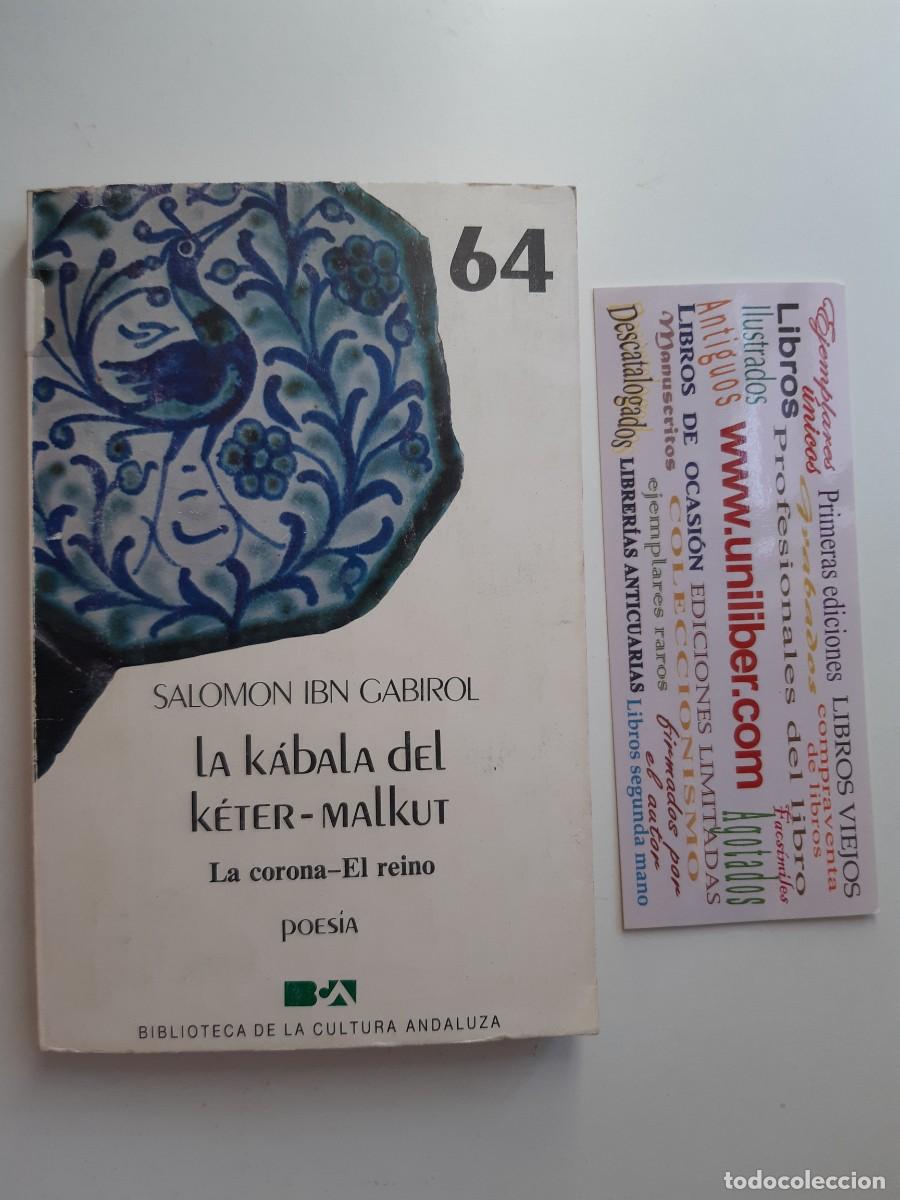 64
SALOMON IBN GABIROL
LA KÁBALA DEL
KÉTER-MALKUT
La corona-El reino
POESÍA
BA
BIBLIOTECA DE LA CULTURA ANDALUZA
Ejemplares únicos Primeras ediciones LIBROS VIEJOS
Grabados compraventa de libros
Libros Profesionales del libro
Ilustrados Facsímiles
www.uniliber.com
Antiguos Agotados
EDICIONES LIMITADAS
LIBROS DE OCASIÓN COLECCIONISMO
Manuscritos ejemplares raros firmados por el autor
Descatalogados LIBRERÍAS ANTICUARIAS Libros segunda mano
todocoleccion